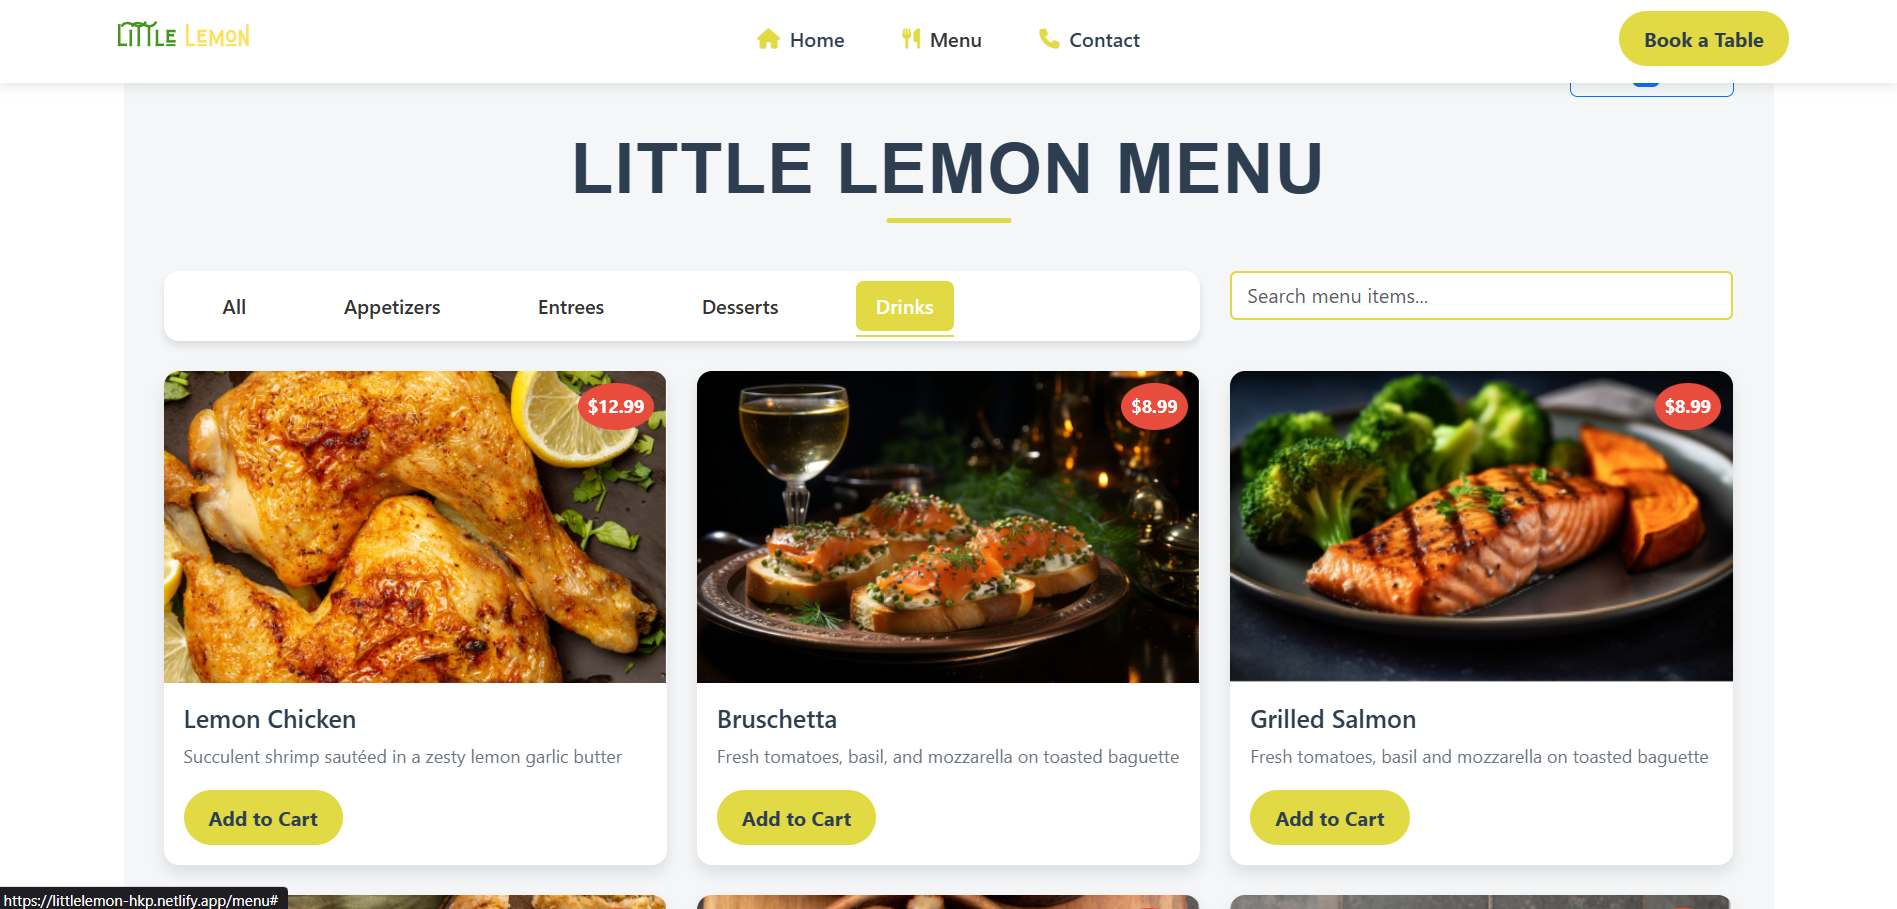 LITTLE LEMON
Home
Menu
Contact
Book a Table
LITTLE LEMON MENU
All
Appetizers
Entrees
Desserts
Drinks
Search menu items...
$12.99
$8.99
$8.99
Lemon Chicken
Succulent shrimp sautéed in a zesty lemon garlic butter
Add to Cart
Bruschetta
Fresh tomatoes, basil, and mozzarella on toasted baguette
Add to Cart
Grilled Salmon
Fresh tomatoes, basil and mozzarella on toasted baguette
Add to Cart
https://littlelemon-hkp.netlify.app/menu#